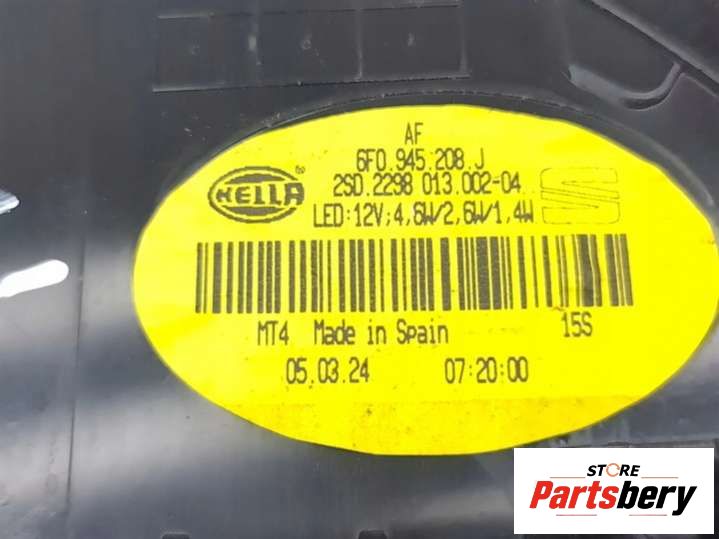 AF
6F0.945.208.J
HELLA ®
2SD.2298 013.002-04
LED:12V;4,6W/2,6W/1.4W
MT4 Made in Spain 15S
05.03.24 07:20:00
STORE
Partsbery